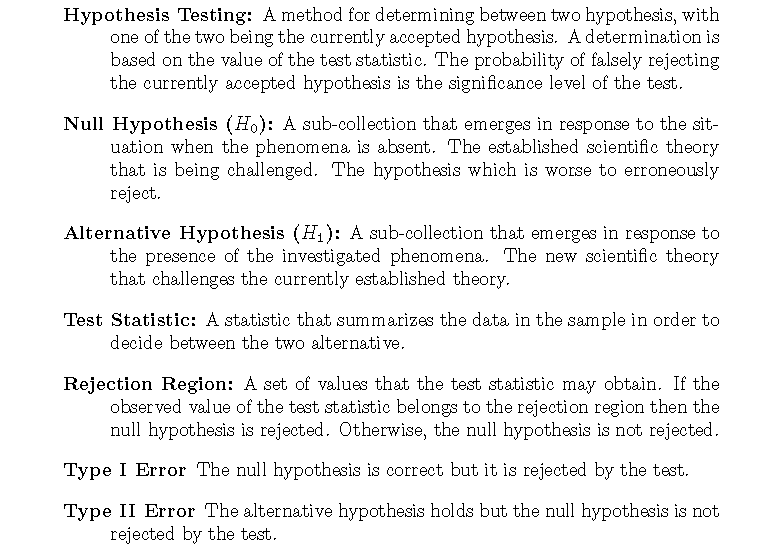 Hypothesis Testing: A method for determining between two hypothesis, with
one of the two being the currently accepted hypothesis. A determination is
based on the value of the test statistic. The probability of falsely rejecting
the currently accepted hypothesis is the significance level of the test.
Null Hypothesis (H₀): A sub-collection that emerges in response to the sit-
uation when the phenomena is absent. The established scientific theory
that is being challenged. The hypothesis which is worse to erroneously
reject.
Alternative Hypothesis (H₁): A sub-collection that emerges in response to
the presence of the investigated phenomena. The new scientific theory
that challenges the currently established theory.
Test Statistic: A statistic that summarizes the data in the sample in order to
decide between the two alternative.
Rejection Region: A set of values that the test statistic may obtain. If the
observed value of the test statistic belongs to the rejection region then the
null hypothesis is rejected. Otherwise, the null hypothesis is not rejected.
Type I Error The null hypothesis is correct but it is rejected by the test.
Type II Error The alternative hypothesis holds but the null hypothesis is not
rejected by the test.